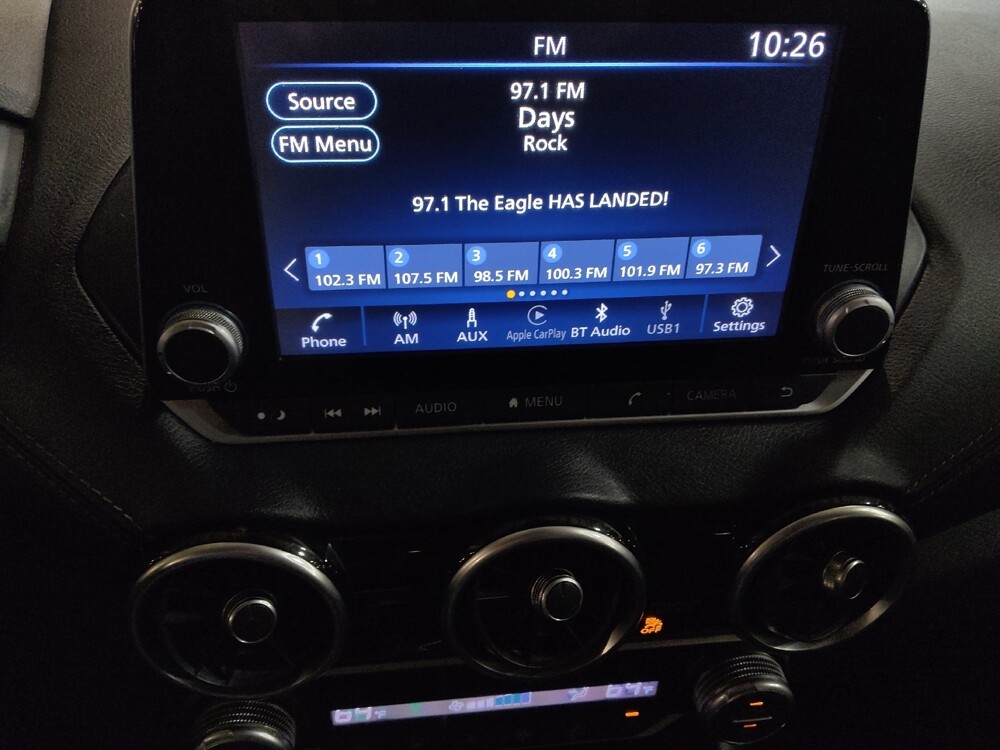 FM
10:26
Source
97.1 FM
Days
FM Menu
Rock
97.1 The Eagle HAS LANDED!
1 2 3 4 5 6
102.3 FM 107.5 FM 98.5 FM 100.3 FM 101.9 FM 97.3 FM
Phone AM AUX Apple CarPlay BT Audio USB1 Settings
VOL
TUNE-SCROLL
PUSH
AUDIO MENU CAMERA
OFF